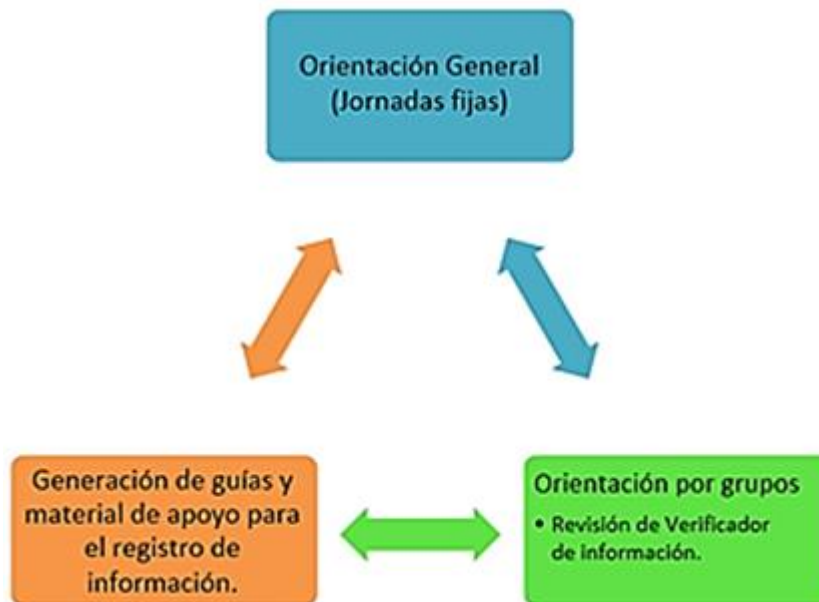 Orientación General
(Jornadas fijas)
Generación de guías y
material de apoyo para
el registro de
información.
Orientación por grupos
• Revisión de Verificador
de información.